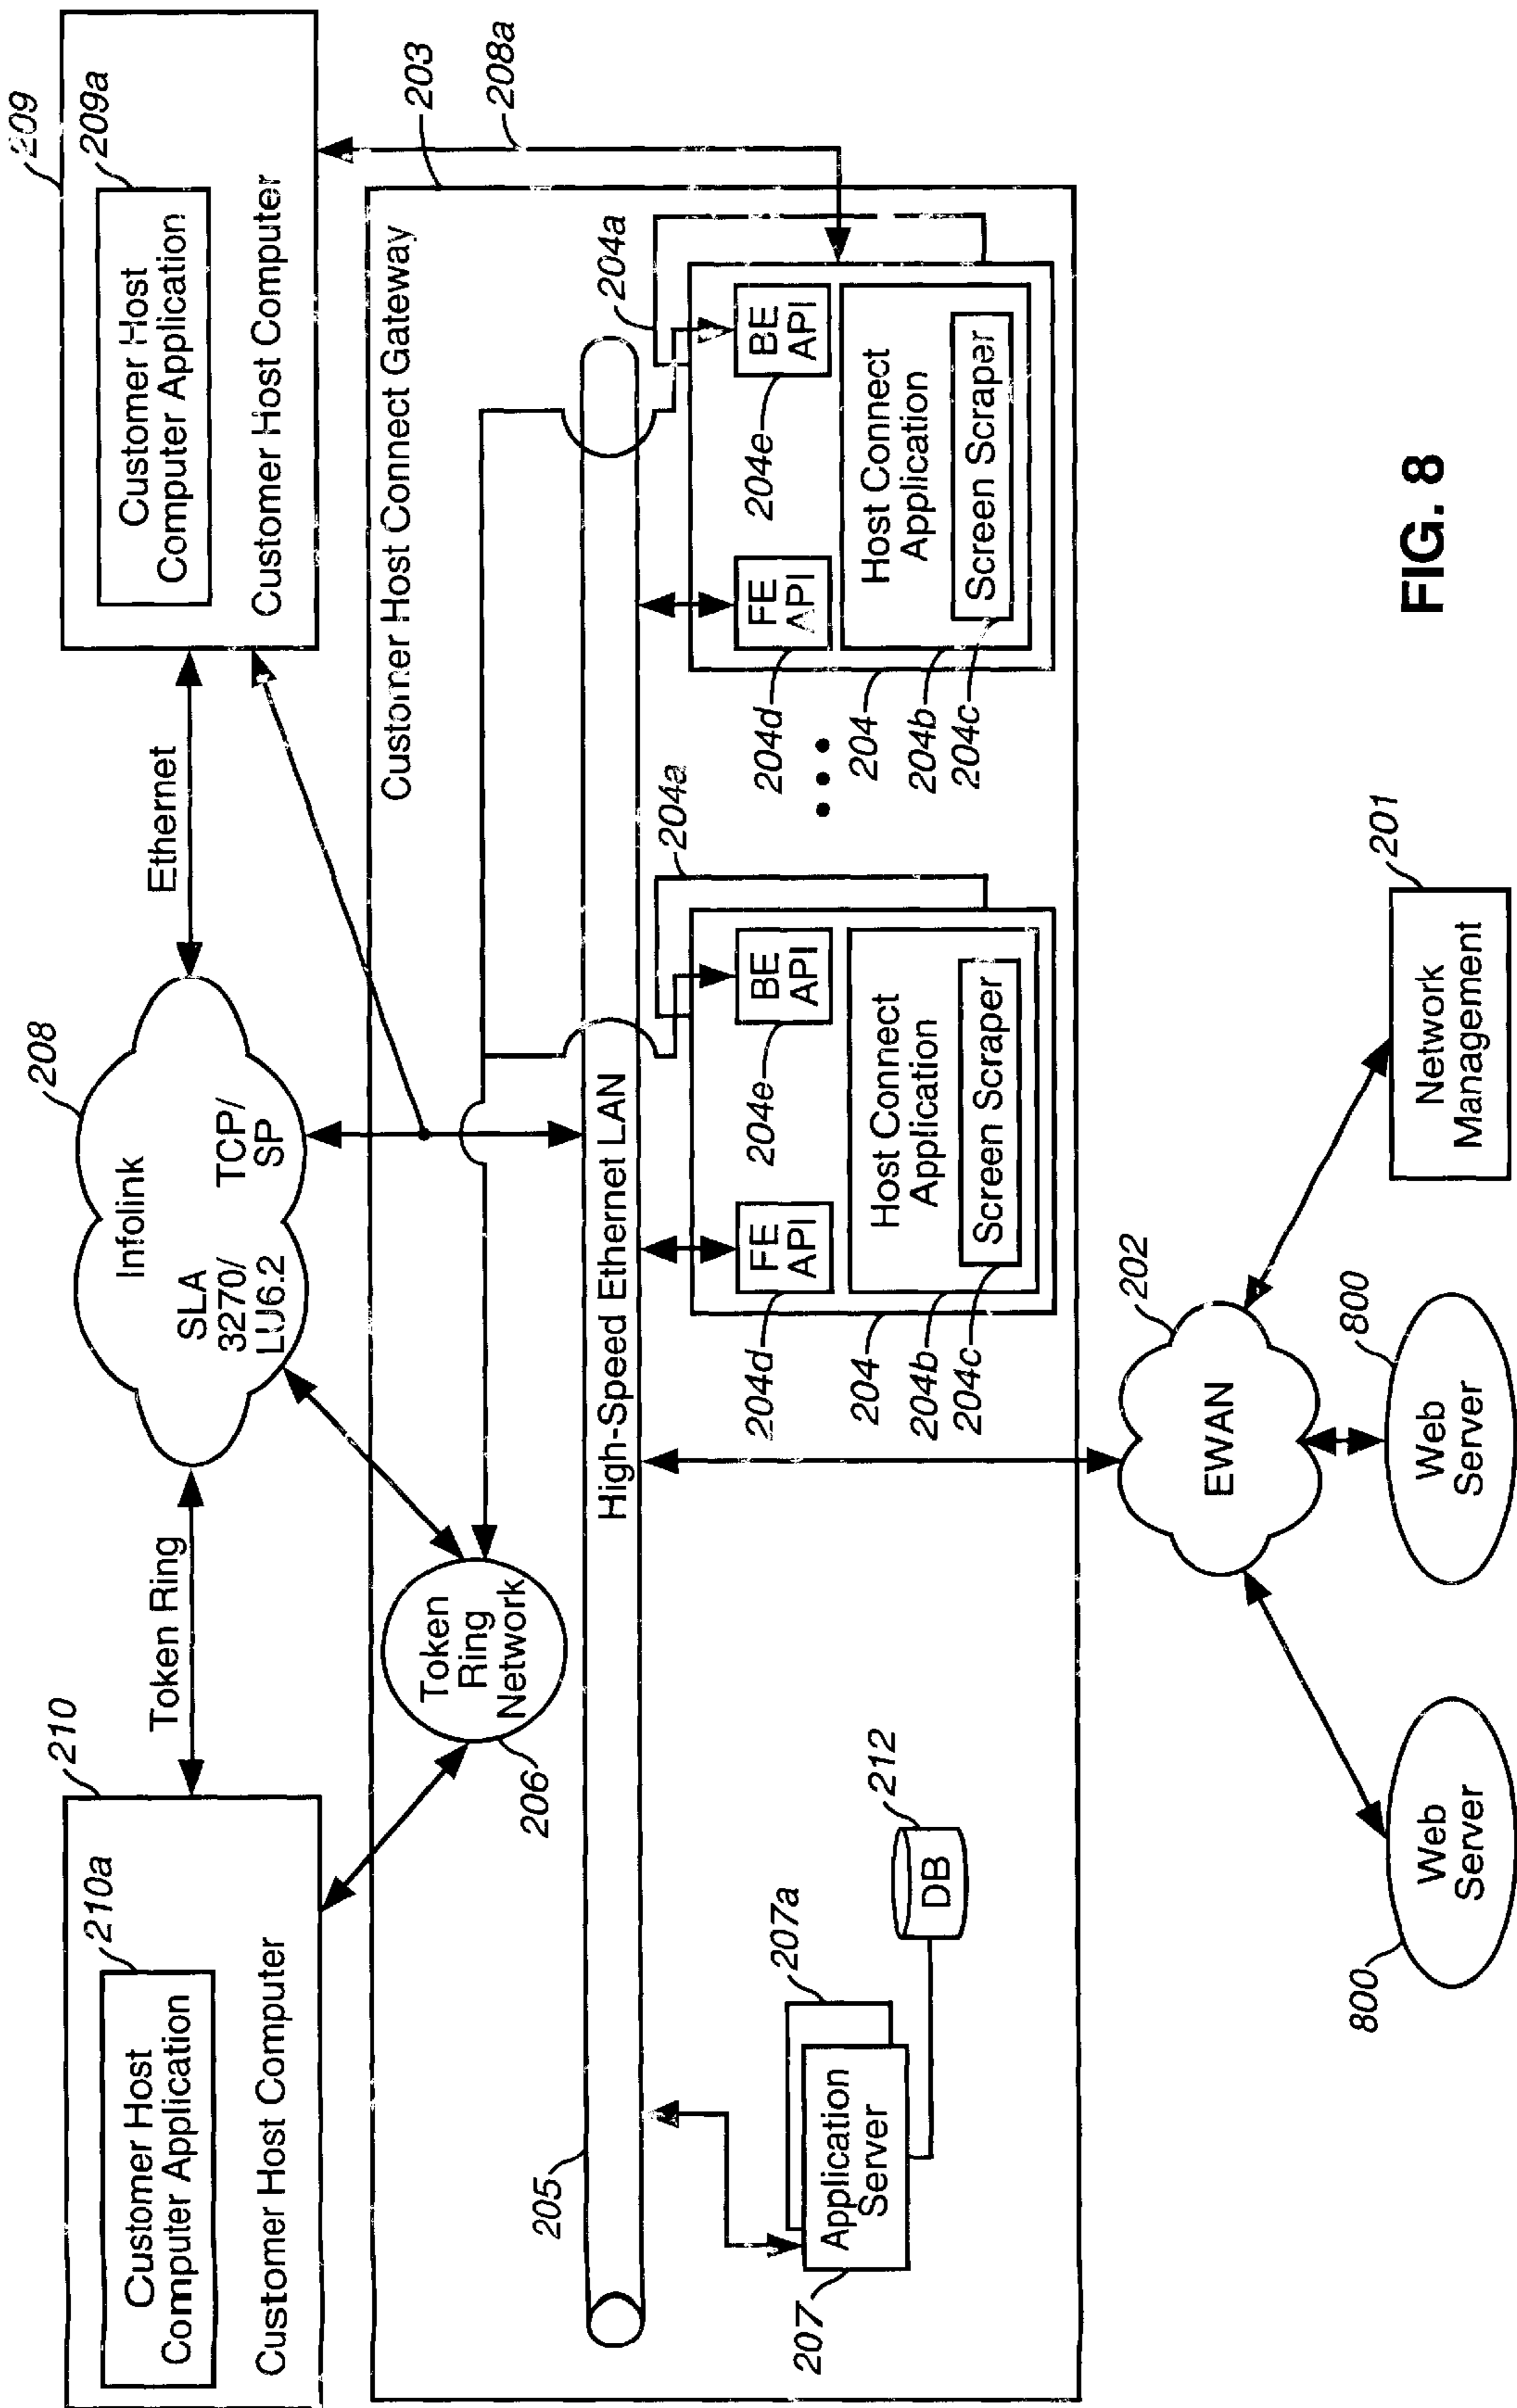 210
210a
Customer Host
Computer Application
Customer Host Computer
Token Ring
208
Infolink
SLA
3270/
LU6.2
TCP/
SP
Ethernet
209
209a
Customer Host
Computer Application
Customer Host Computer
Customer Host Connect Gateway
203
208a
Token
Ring
Network
206
205
High-Speed Ethernet LAN
204a
204a
207a
Application
Server
207
212
DB
FE
API
204d
BE
API
204e
Host Connect
Application
Screen Scraper
204
204b
204c
FE
API
204d
BE
API
204e
Host Connect
Application
Screen Scraper
204
204b
204c
202
EWAN
201
Network
Management
800
Web
Server
800
Web
Server
FIG. 8